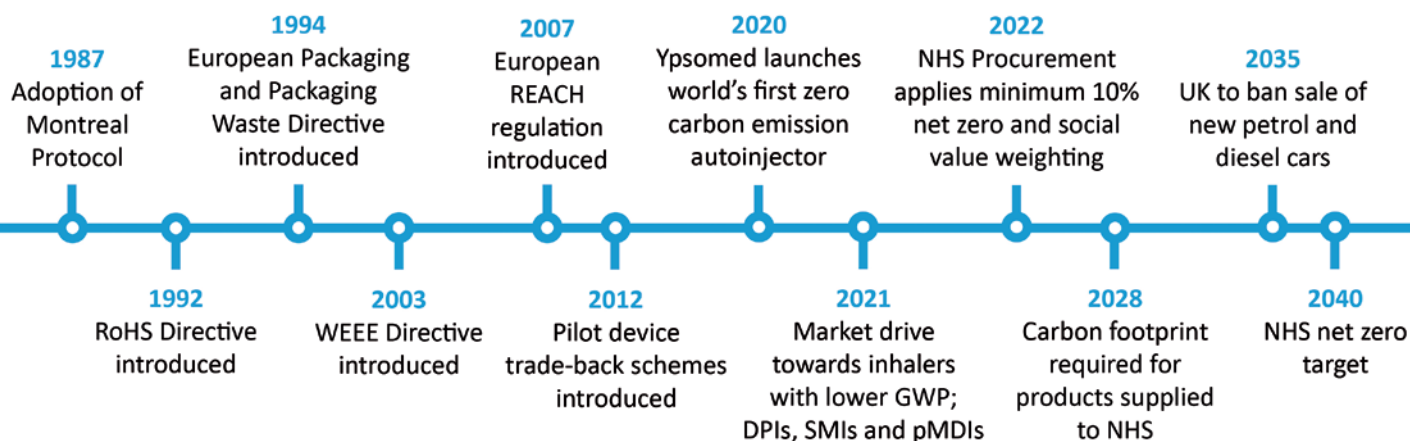 1987
Adoption of
Montreal
Protocol
1992
RoHS Directive
introduced
1994
European Packaging
and Packaging
Waste Directive
introduced
2003
WEEE Directive
introduced
2007
European
REACH
regulation
introduced
2012
Pilot device
trade-back schemes
introduced
2020
Ypsomed launches
world's first zero
carbon emission
autoinjector
2021
Market drive
towards inhalers
with lower GWP;
DPIs, SMIs and pMDIs
2022
NHS Procurement
applies minimum 10%
net zero and social
value weighting
2028
Carbon footprint
required for
products supplied
to NHS
2035
UK to ban sale of
new petrol and
diesel cars
2040
NHS net zero
target